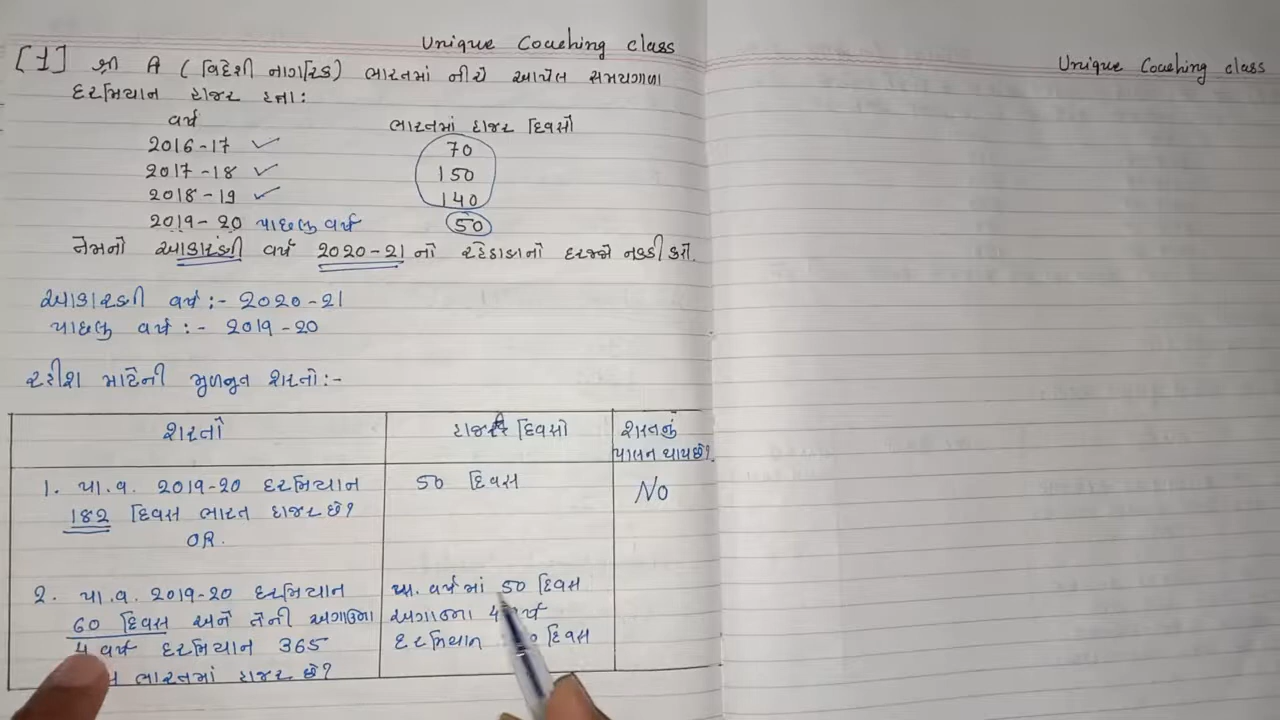 Unique Coaching class
Unique Coaching class
[1] શ્રી A (વિદેશી નાગરિક) ભારતમાં નીચે આપેલ સમયગાળા
દરમિયાન હાજર હતા:
વર્ષ ભારતમાં હાજર દિવસો
2016-17 ✓ 70
2017-18 ✓ 150
2018-19 ✓ 140
2019-20 પાછલુ વર્ષ 50
તેમનો આકારણી વર્ષ 2020-21 નો રહેઠાણનો દરજ્જો નક્કી કરો.
આકારણી વર્ષ :- 2020-21
પાછલુ વર્ષ :- 2019-20
રહીશ માટેની મુળભુત શરતો :-
શરતો હાજરી દિવસો શરતનું
પાલન થાય છે?
1. પા.વ. 2019-20 દરમિયાન 50 દિવસ No
182 દિવસ ભારત હાજર છે?
OR.
2. પા.વ. 2019-20 દરમિયાન પા. વર્ષમાં 50 દિવસ
60 દિવસ અને તેની અગાઉના અગાઉના 4
4 વર્ષ દરમિયાન 365 દરમિયાન દિવસ
ભારતમાં હાજર છે?